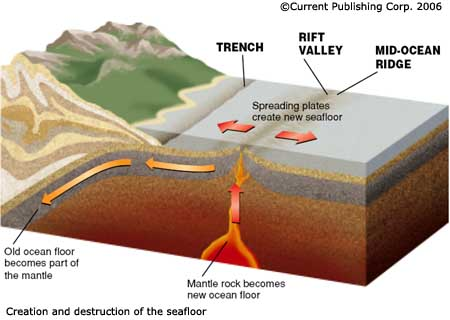 ©Current Publishing Corp. 2006
TRENCH
RIFT
VALLEY
MID-OCEAN
RIDGE
Spreading plates
create new seafloor
Old ocean floor
becomes part of
the mantle
Mantle rock becomes
new ocean floor
Creation and destruction of the seafloor